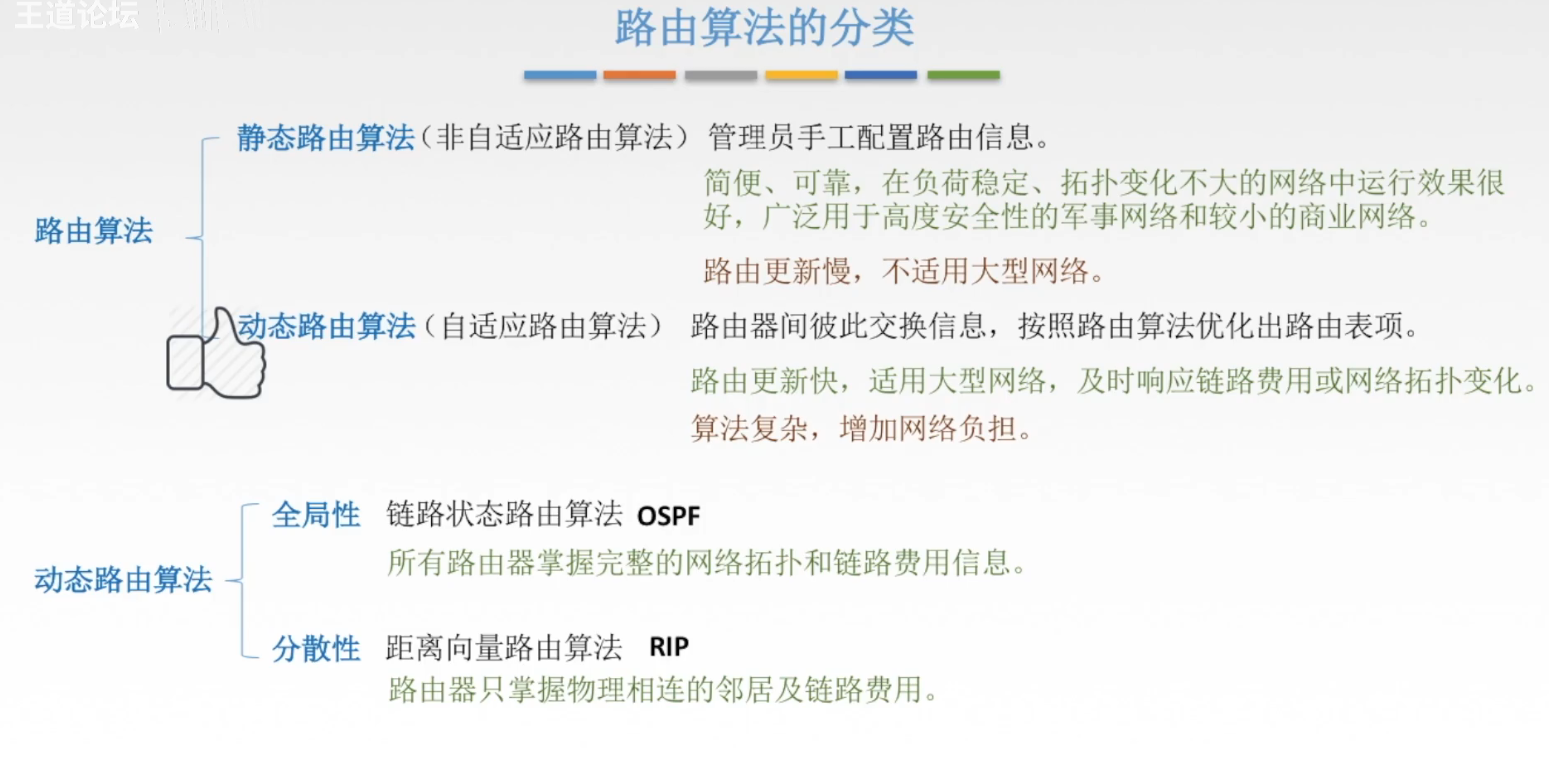 王道论坛
路由算法的分类
静态路由算法（非自适应路由算法）管理员手工配置路由信息。
简便、可靠，在负荷稳定、拓扑变化不大的网络中运行效果很
好，广泛用于高度安全性的军事网络和较小的商业网络。
路由算法
路由更新慢，不适用大型网络。
动态路由算法（自适应路由算法） 路由器间彼此交换信息，按照路由算法优化出路由表项。
路由更新快，适用大型网络，及时响应链路费用或网络拓扑变化。
算法复杂，增加网络负担。
全局性 链路状态路由算法 OSPF
所有路由器掌握完整的网络拓扑和链路费用信息。
动态路由算法
分散性 距离向量路由算法 RIP
路由器只掌握物理相连的邻居及链路费用。